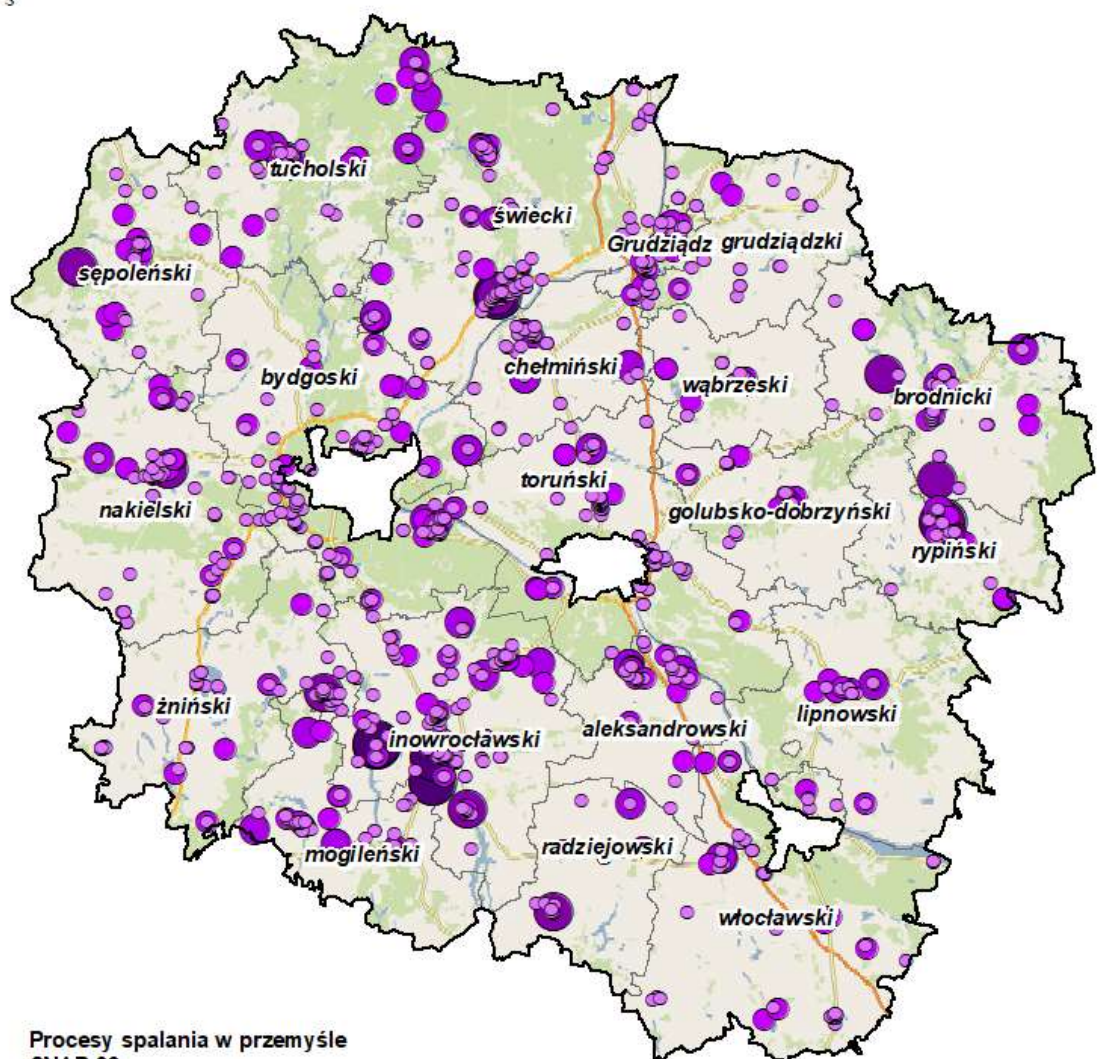 tucholski
świecki
Grudziądz grudziądzki
sępoleński
chełmiński
bydgoski
wąbrzeski
brodnicki
toruński
nakielski
golubsko-dobrzyński
rypiński
żniński
lipnowski
aleksandrowski
inowrocławski
radziejowski
mogileński
włocławski
Procesy spalania w przemyśle